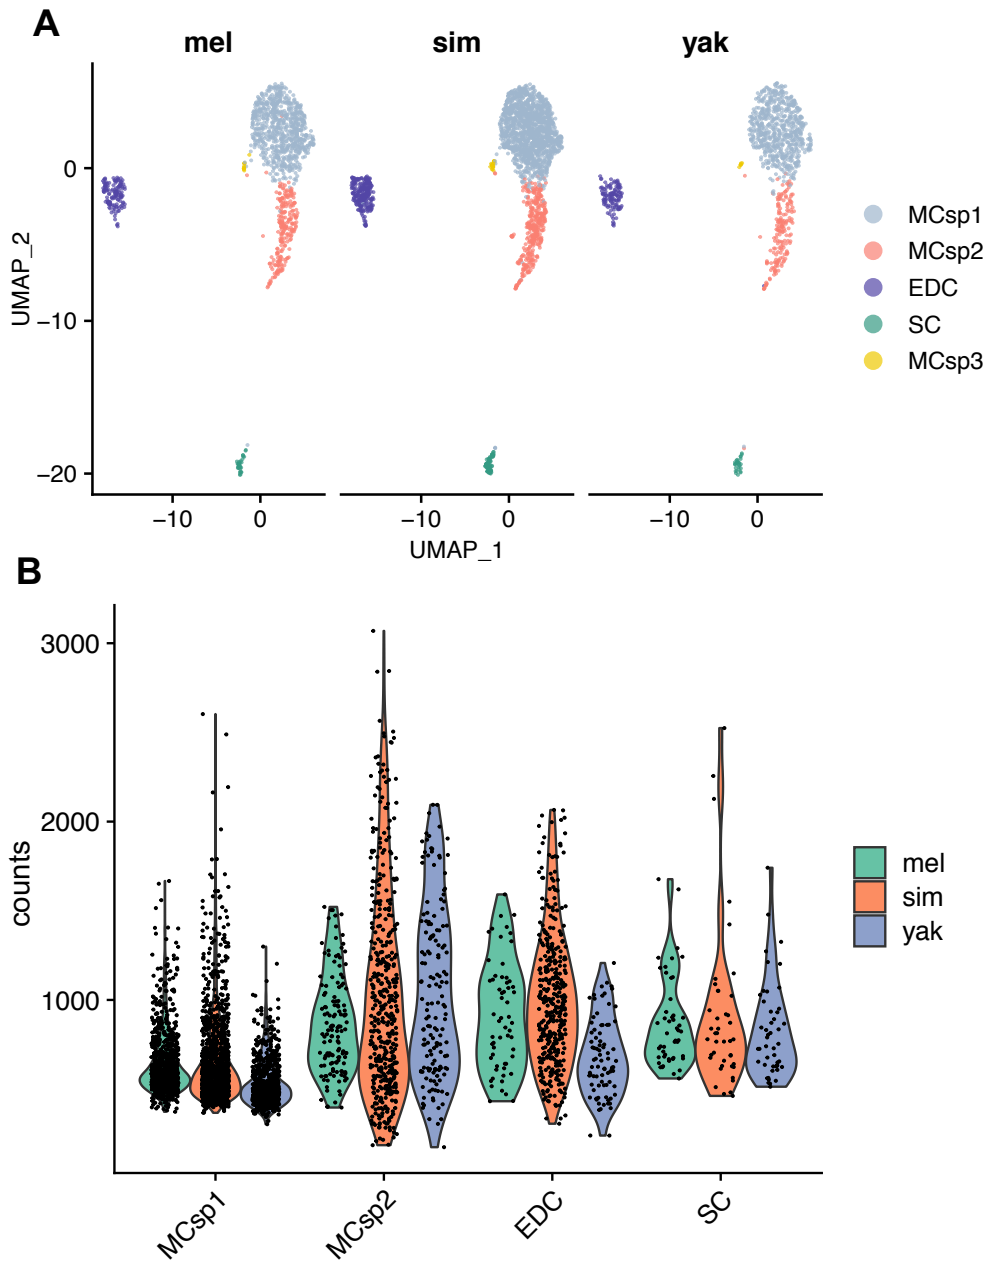 A
mel sim yak
0
−10
−20
UMAP_2
−10 0 −10 0 −10 0
UMAP_1
MCsp1
MCsp2
EDC
SC
MCsp3
B
3000
2000
1000
counts
MCsp1 MCsp2 EDC SC
mel
sim
yak